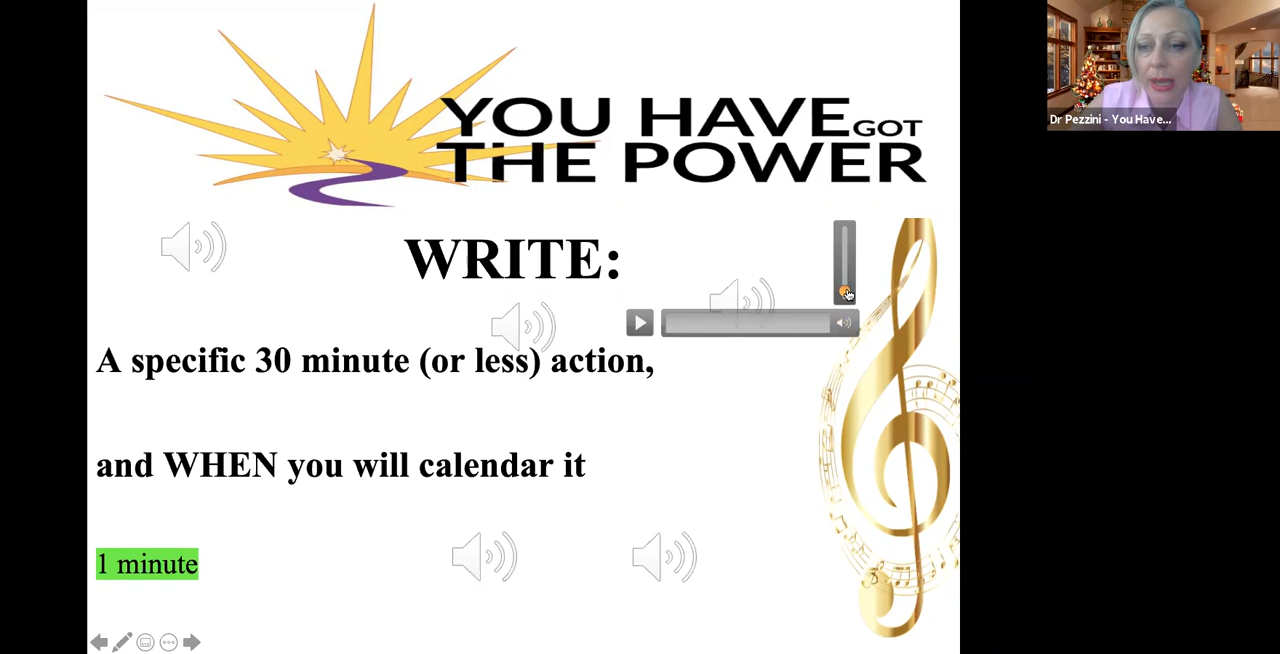 YOU HAVE GOT
THE POWER
Dr Pezzini - You Have...
WRITE:
A specific 30 minute (or less) action,
and WHEN you will calendar it
1 minute